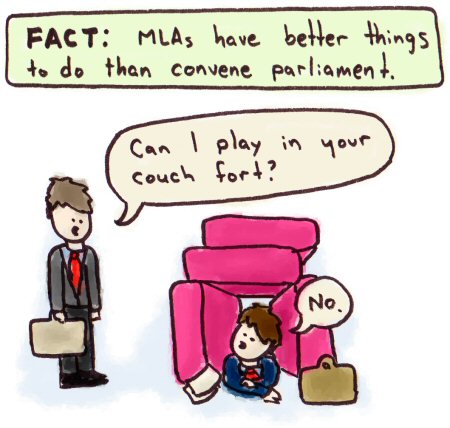 FACT: MLAs have better things
to do than convene parliament.
Can I play in your
couch fort?
No.